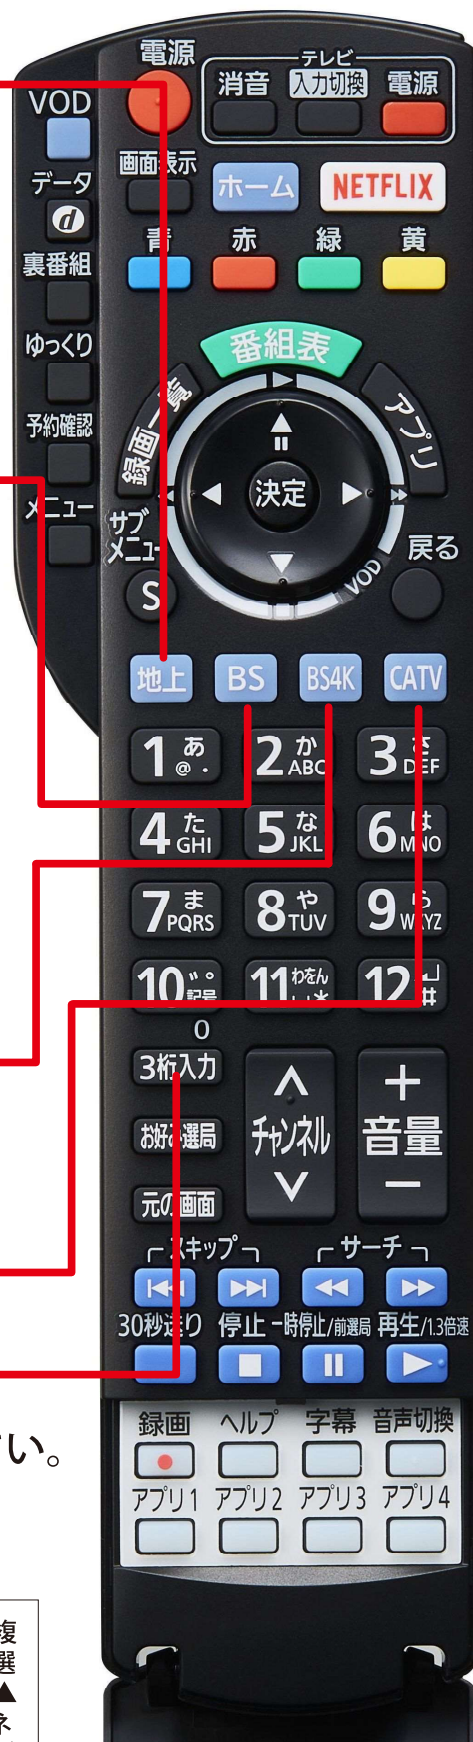 電源
テレビ
消音 入力切換 電源
VOD
画面表示 ホーム NETFLIX
データ
d
青 赤 緑 黄
裏番組
ゆっくり
番組表
録画一覧
アプリ
予約確認
決定
メニュー
サブ
メニュー
戻る
S
VOD
地上 BS BS4K CATV
1 あ @ . 2 か ABC 3 さ DEF
4 た GHI 5 な JKL 6 は MNO
7 ま PQRS 8 や TUV 9 ら WXYZ
10 ゛゜ 記号 11 わをん ␣ * 12 ↲ #
0
3桁入力
お好み選局
チャンネル
音量
元の画面
スキップ サーチ
30秒送り 停止 一時停止/前選局 再生/1.3倍速
い。
録画 ヘルプ 字幕 音声切換
アプリ1 アプリ2 アプリ3 アプリ4
複
選
▲
ネ